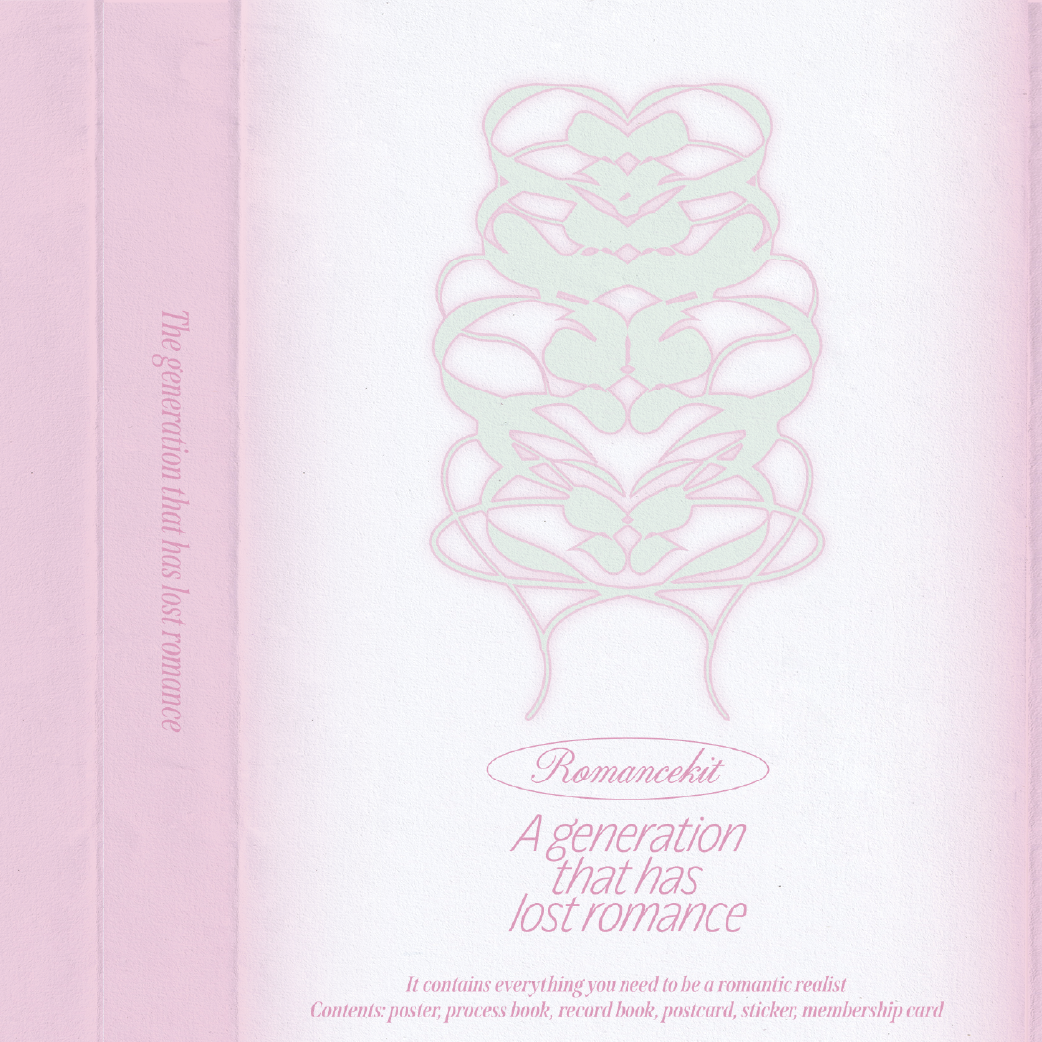 The generation that has lost romance
Romancekit
A generation
that has
lost romance
It contains everything you need to be a romantic realist
Contents: poster, process book, record book, postcard, sticker, membership card